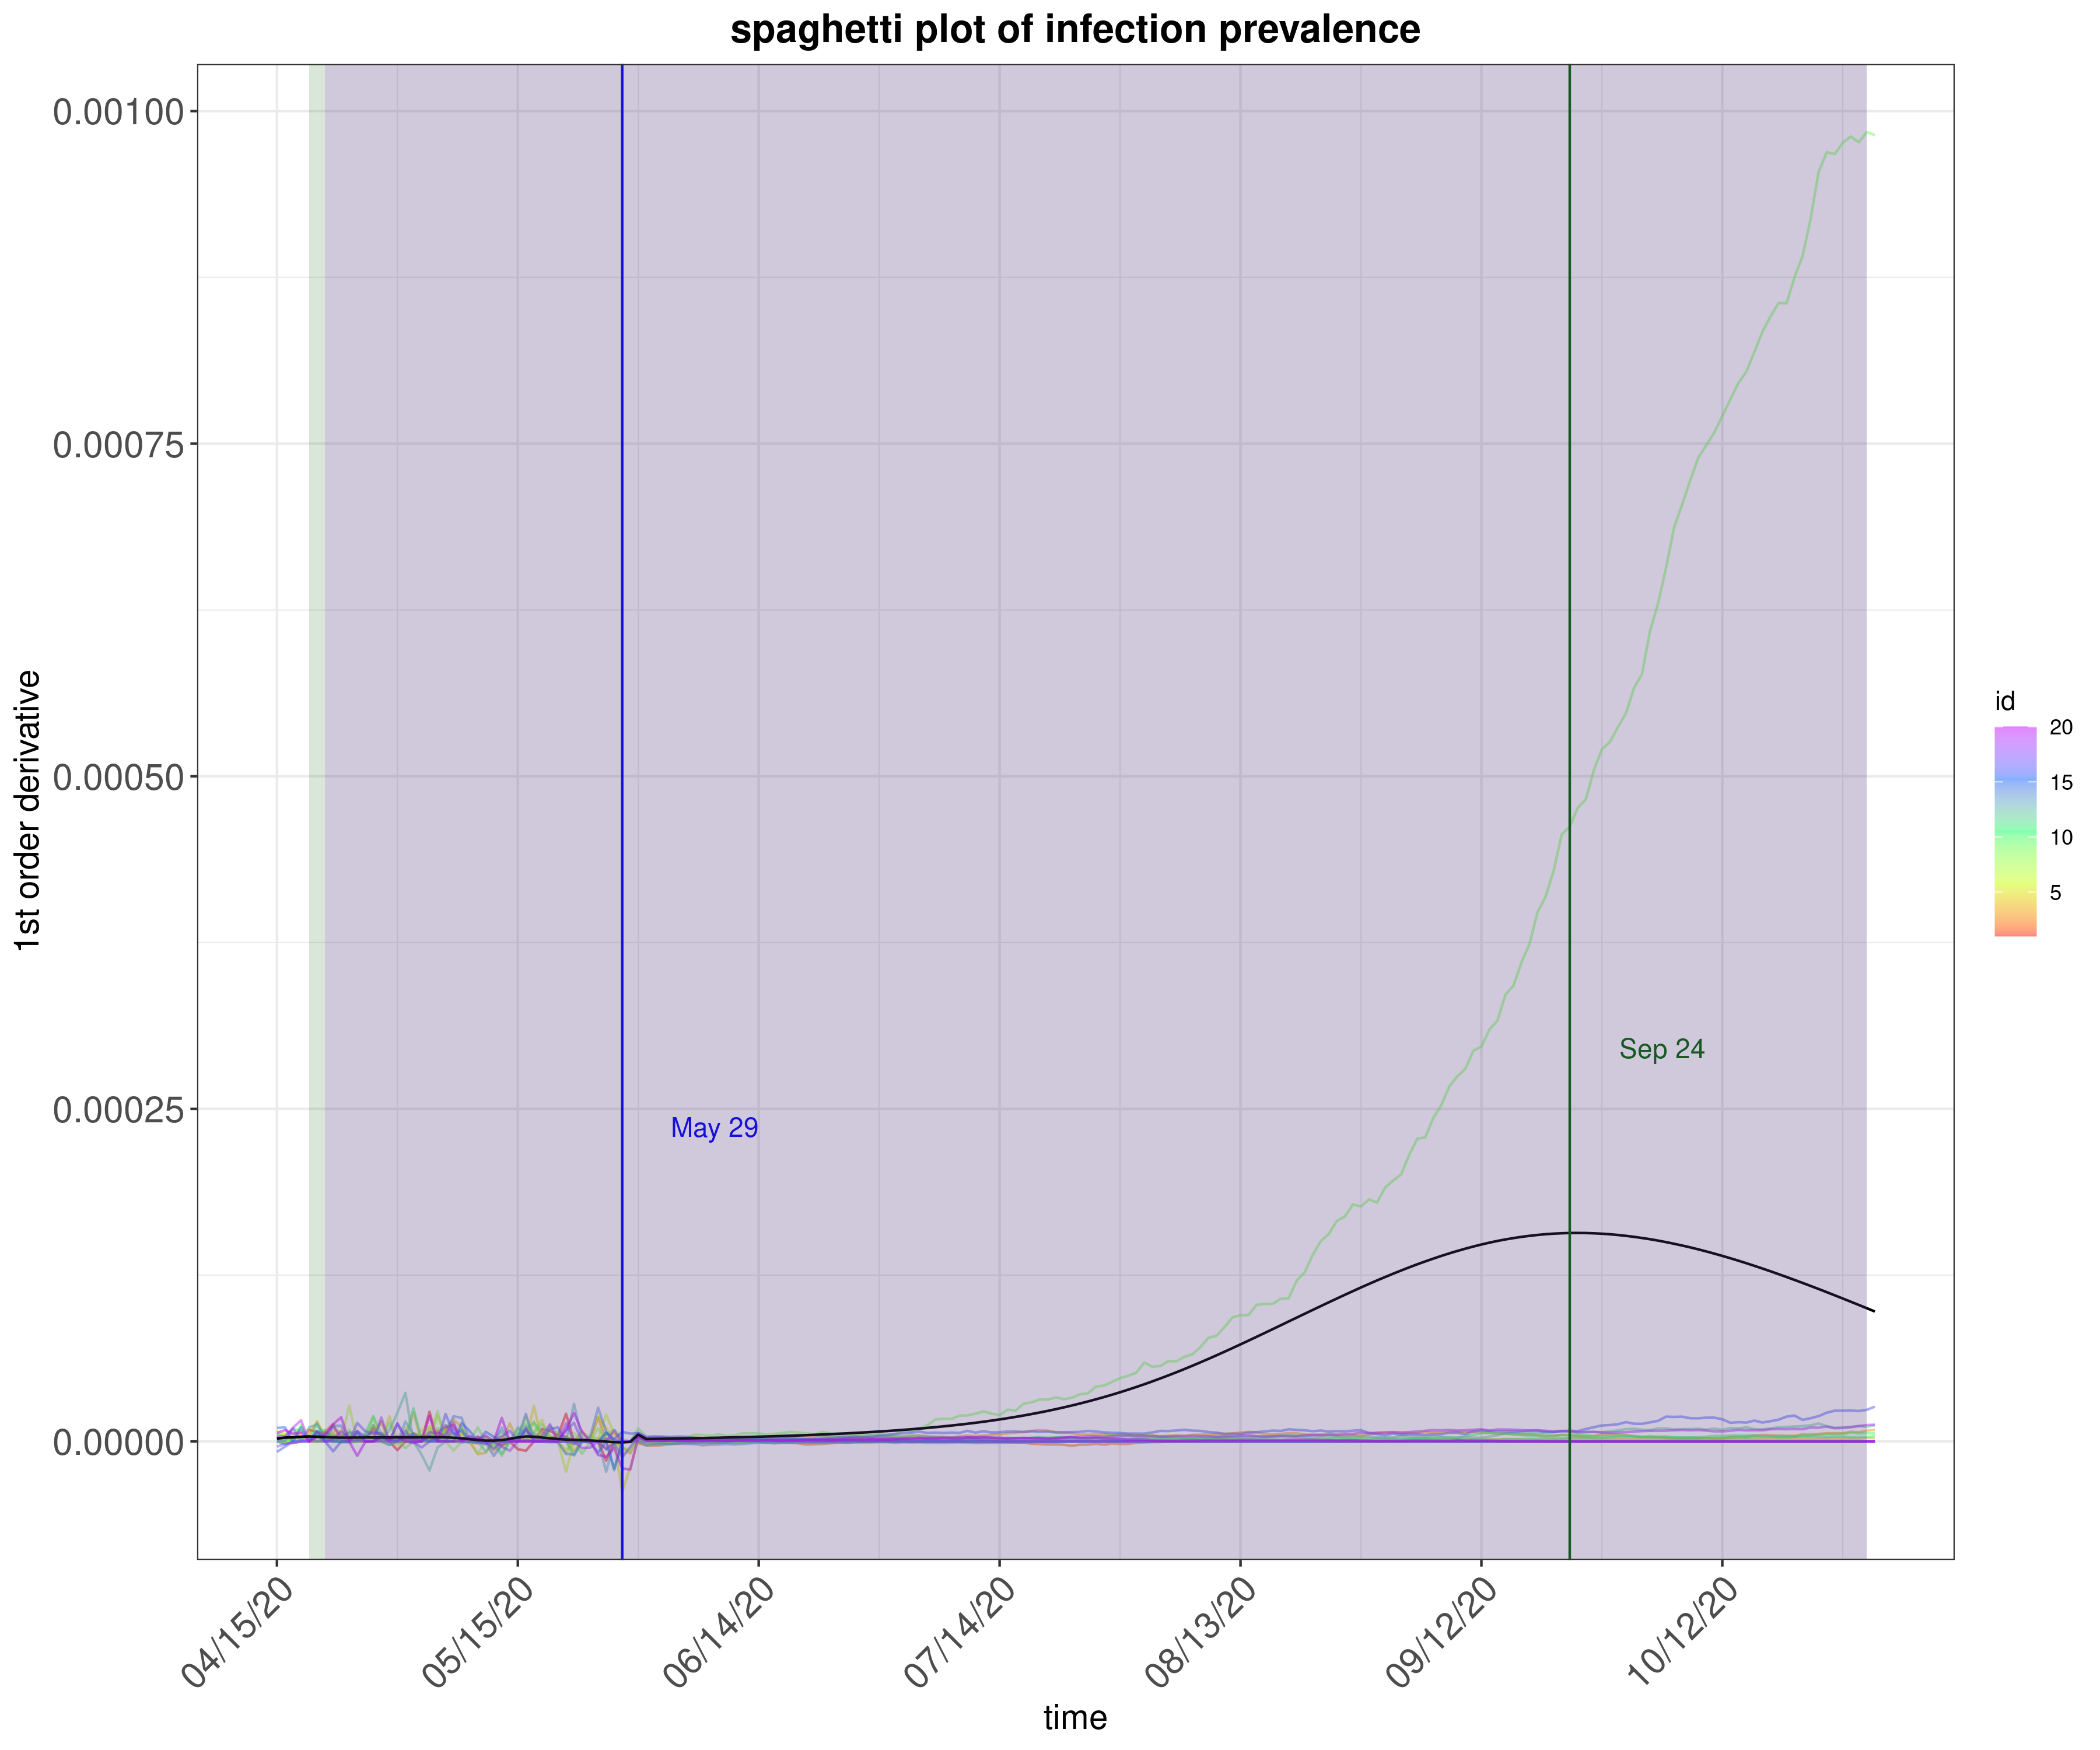 spaghetti plot of infection prevalence
0.00100
0.00075
0.00050
0.00025
0.00000
1st order derivative
May 29
Sep 24
id
20
15
10
5
04/15/20
05/15/20
06/14/20
07/14/20
08/13/20
09/12/20
10/12/20
time